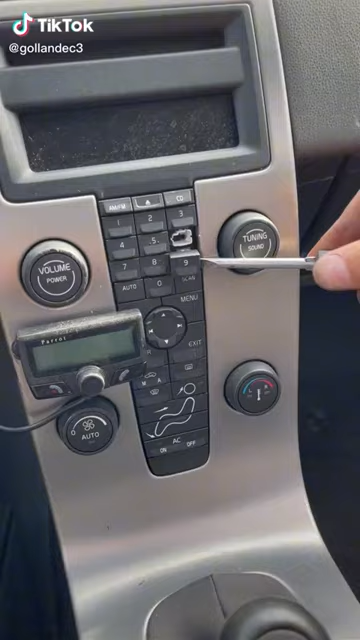 TikTok
@gollandec3
AM/FM
CD
1
2
3
4
5
7
8
9
AUTO
0
SCAN
MENU
EXIT
VOLUME
POWER
TUNING
SOUND
Parrot
M A
AUTO
0
AC
ON OFF